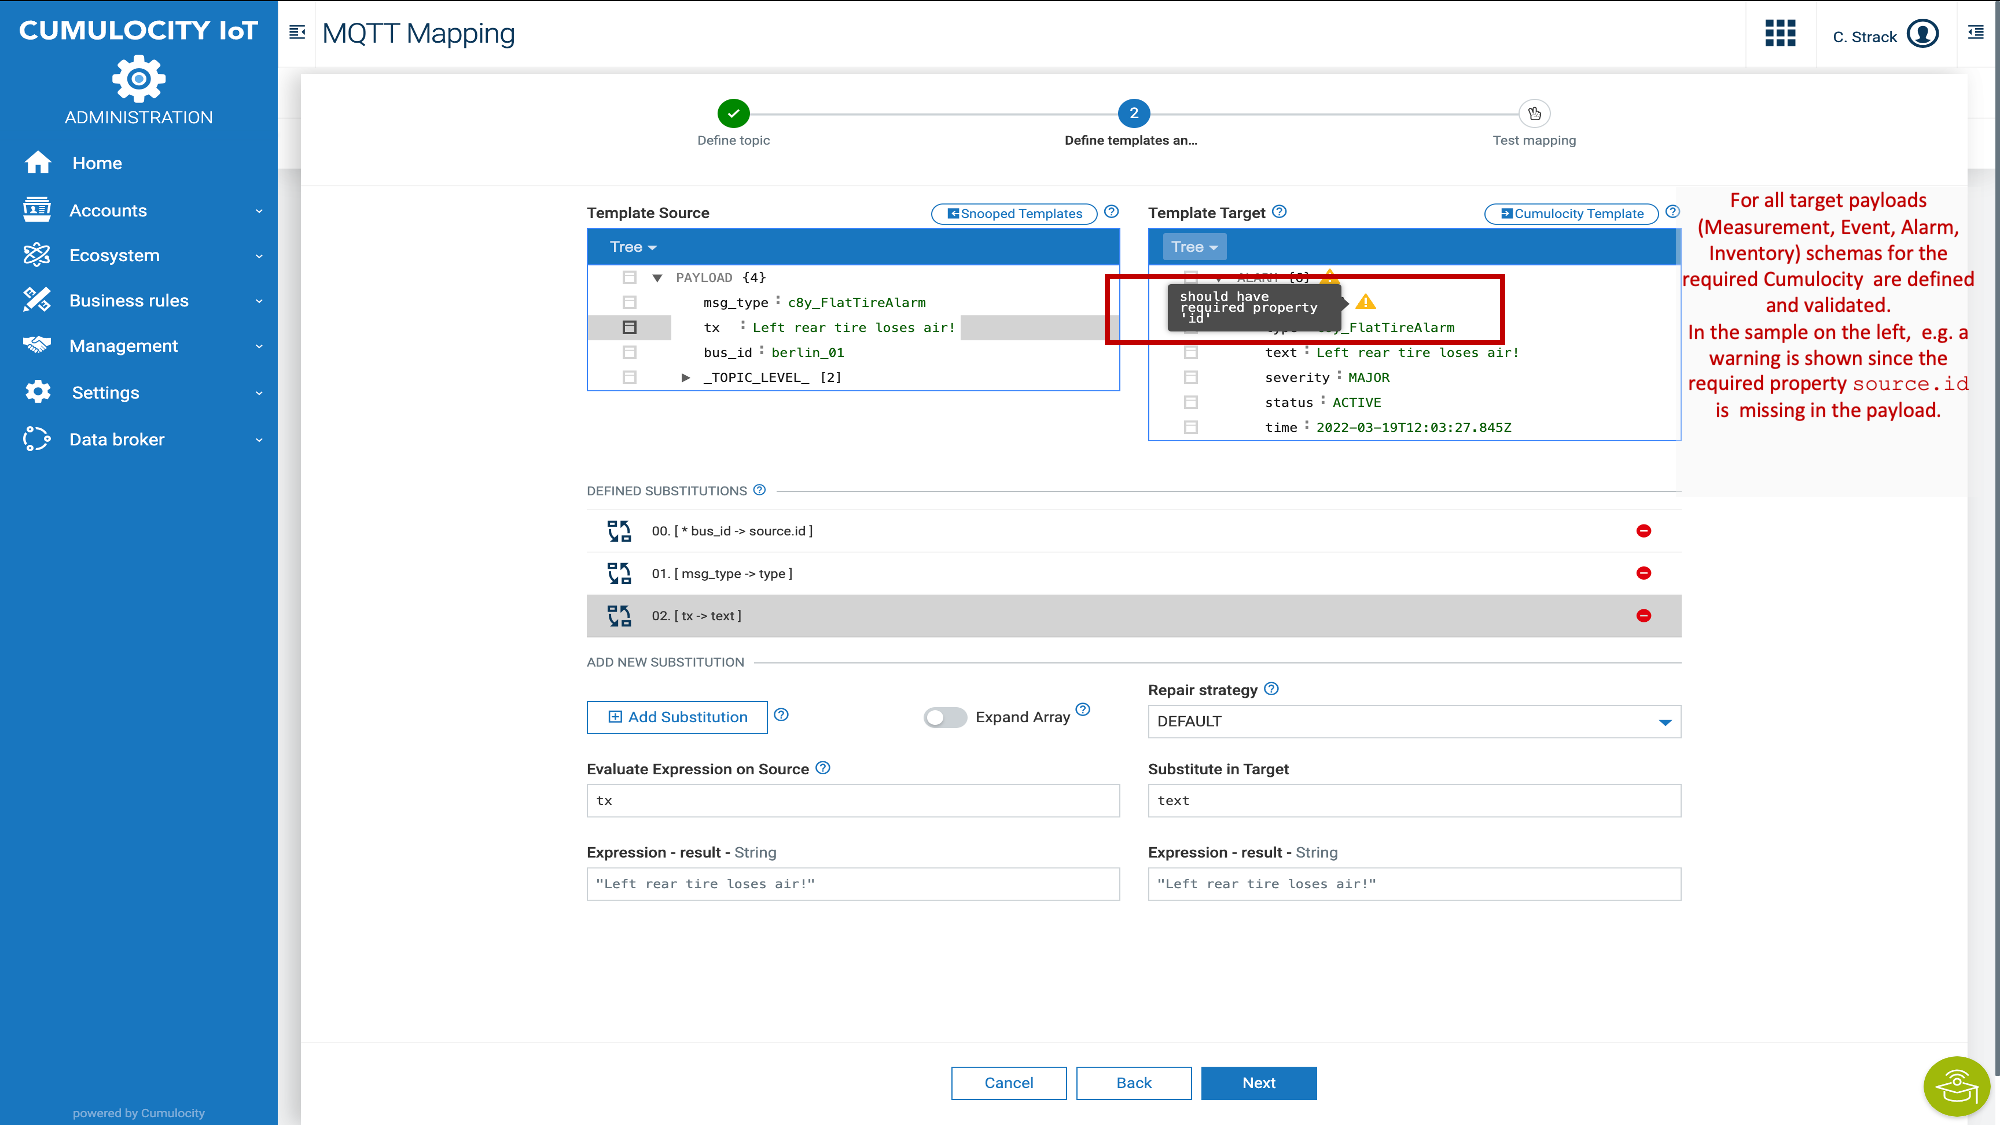 CUMULOCITY IoT
ADMINISTRATION
Home
Accounts
Ecosystem
Business rules
Management
Settings
Data broker
powered by Cumulocity
MQTT Mapping
C. Strack
2
Define topic
Define templates an...
Test mapping
Template Source
Snooped Templates
Template Target
Cumulocity Template
Tree
PAYLOAD {4}
msg_type : c8y_FlatTireAlarm
tx : Left rear tire loses air!
bus_id : berlin_01
_TOPIC_LEVEL_ [2]
Tree
ALARM {6}
should have
required property
'id'
type : c8y_FlatTireAlarm
text : Left rear tire loses air!
severity : MAJOR
status : ACTIVE
time : 2022-03-19T12:03:27.845Z
For all target payloads
(Measurement, Event, Alarm,
Inventory) schemas for the
required Cumulocity are defined
and validated.
In the sample on the left, e.g. a
warning is shown since the
required property source.id
is missing in the payload.
DEFINED SUBSTITUTIONS
00. [ * bus_id -> source.id ]
01. [ msg_type -> type ]
02. [ tx -> text ]
ADD NEW SUBSTITUTION
Add Substitution
Expand Array
Repair strategy
DEFAULT
Evaluate Expression on Source
tx
Substitute in Target
text
Expression - result - String
"Left rear tire loses air!"
Expression - result - String
"Left rear tire loses air!"
Cancel
Back
Next